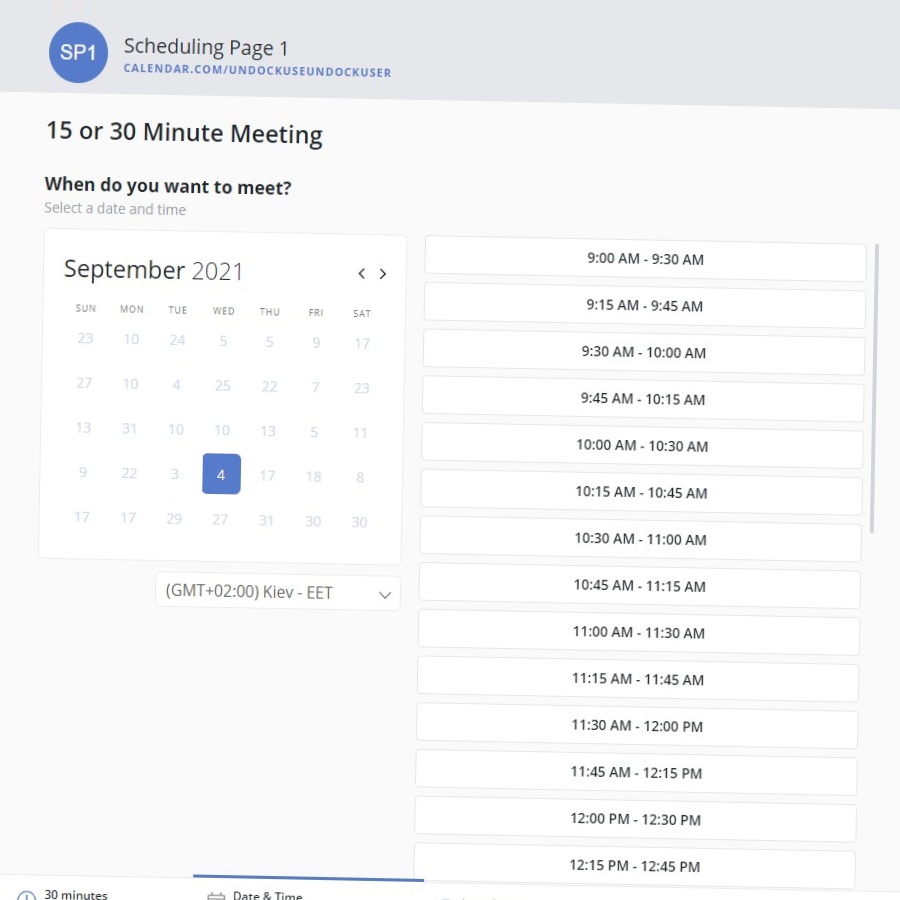 SP1
Scheduling Page 1
CALENDAR.COM/UNDOCKUSEUNDOCKUSER
15 or 30 Minute Meeting
When do you want to meet?
Select a date and time
September 2021
SUN MON TUE WED THU FRI SAT
23 10 24 5 5 9 17
27 10 4 25 22 7 23
13 31 10 10 13 5 11
9 22 3 4 17 18 8
17 17 29 27 31 30 30
(GMT+02:00) Kiev - EET
9:00 AM - 9:30 AM
9:15 AM - 9:45 AM
9:30 AM - 10:00 AM
9:45 AM - 10:15 AM
10:00 AM - 10:30 AM
10:15 AM - 10:45 AM
10:30 AM - 11:00 AM
10:45 AM - 11:15 AM
11:00 AM - 11:30 AM
11:15 AM - 11:45 AM
11:30 AM - 12:00 PM
11:45 AM - 12:15 PM
12:00 PM - 12:30 PM
12:15 PM - 12:45 PM
30 minutes
Date & Time